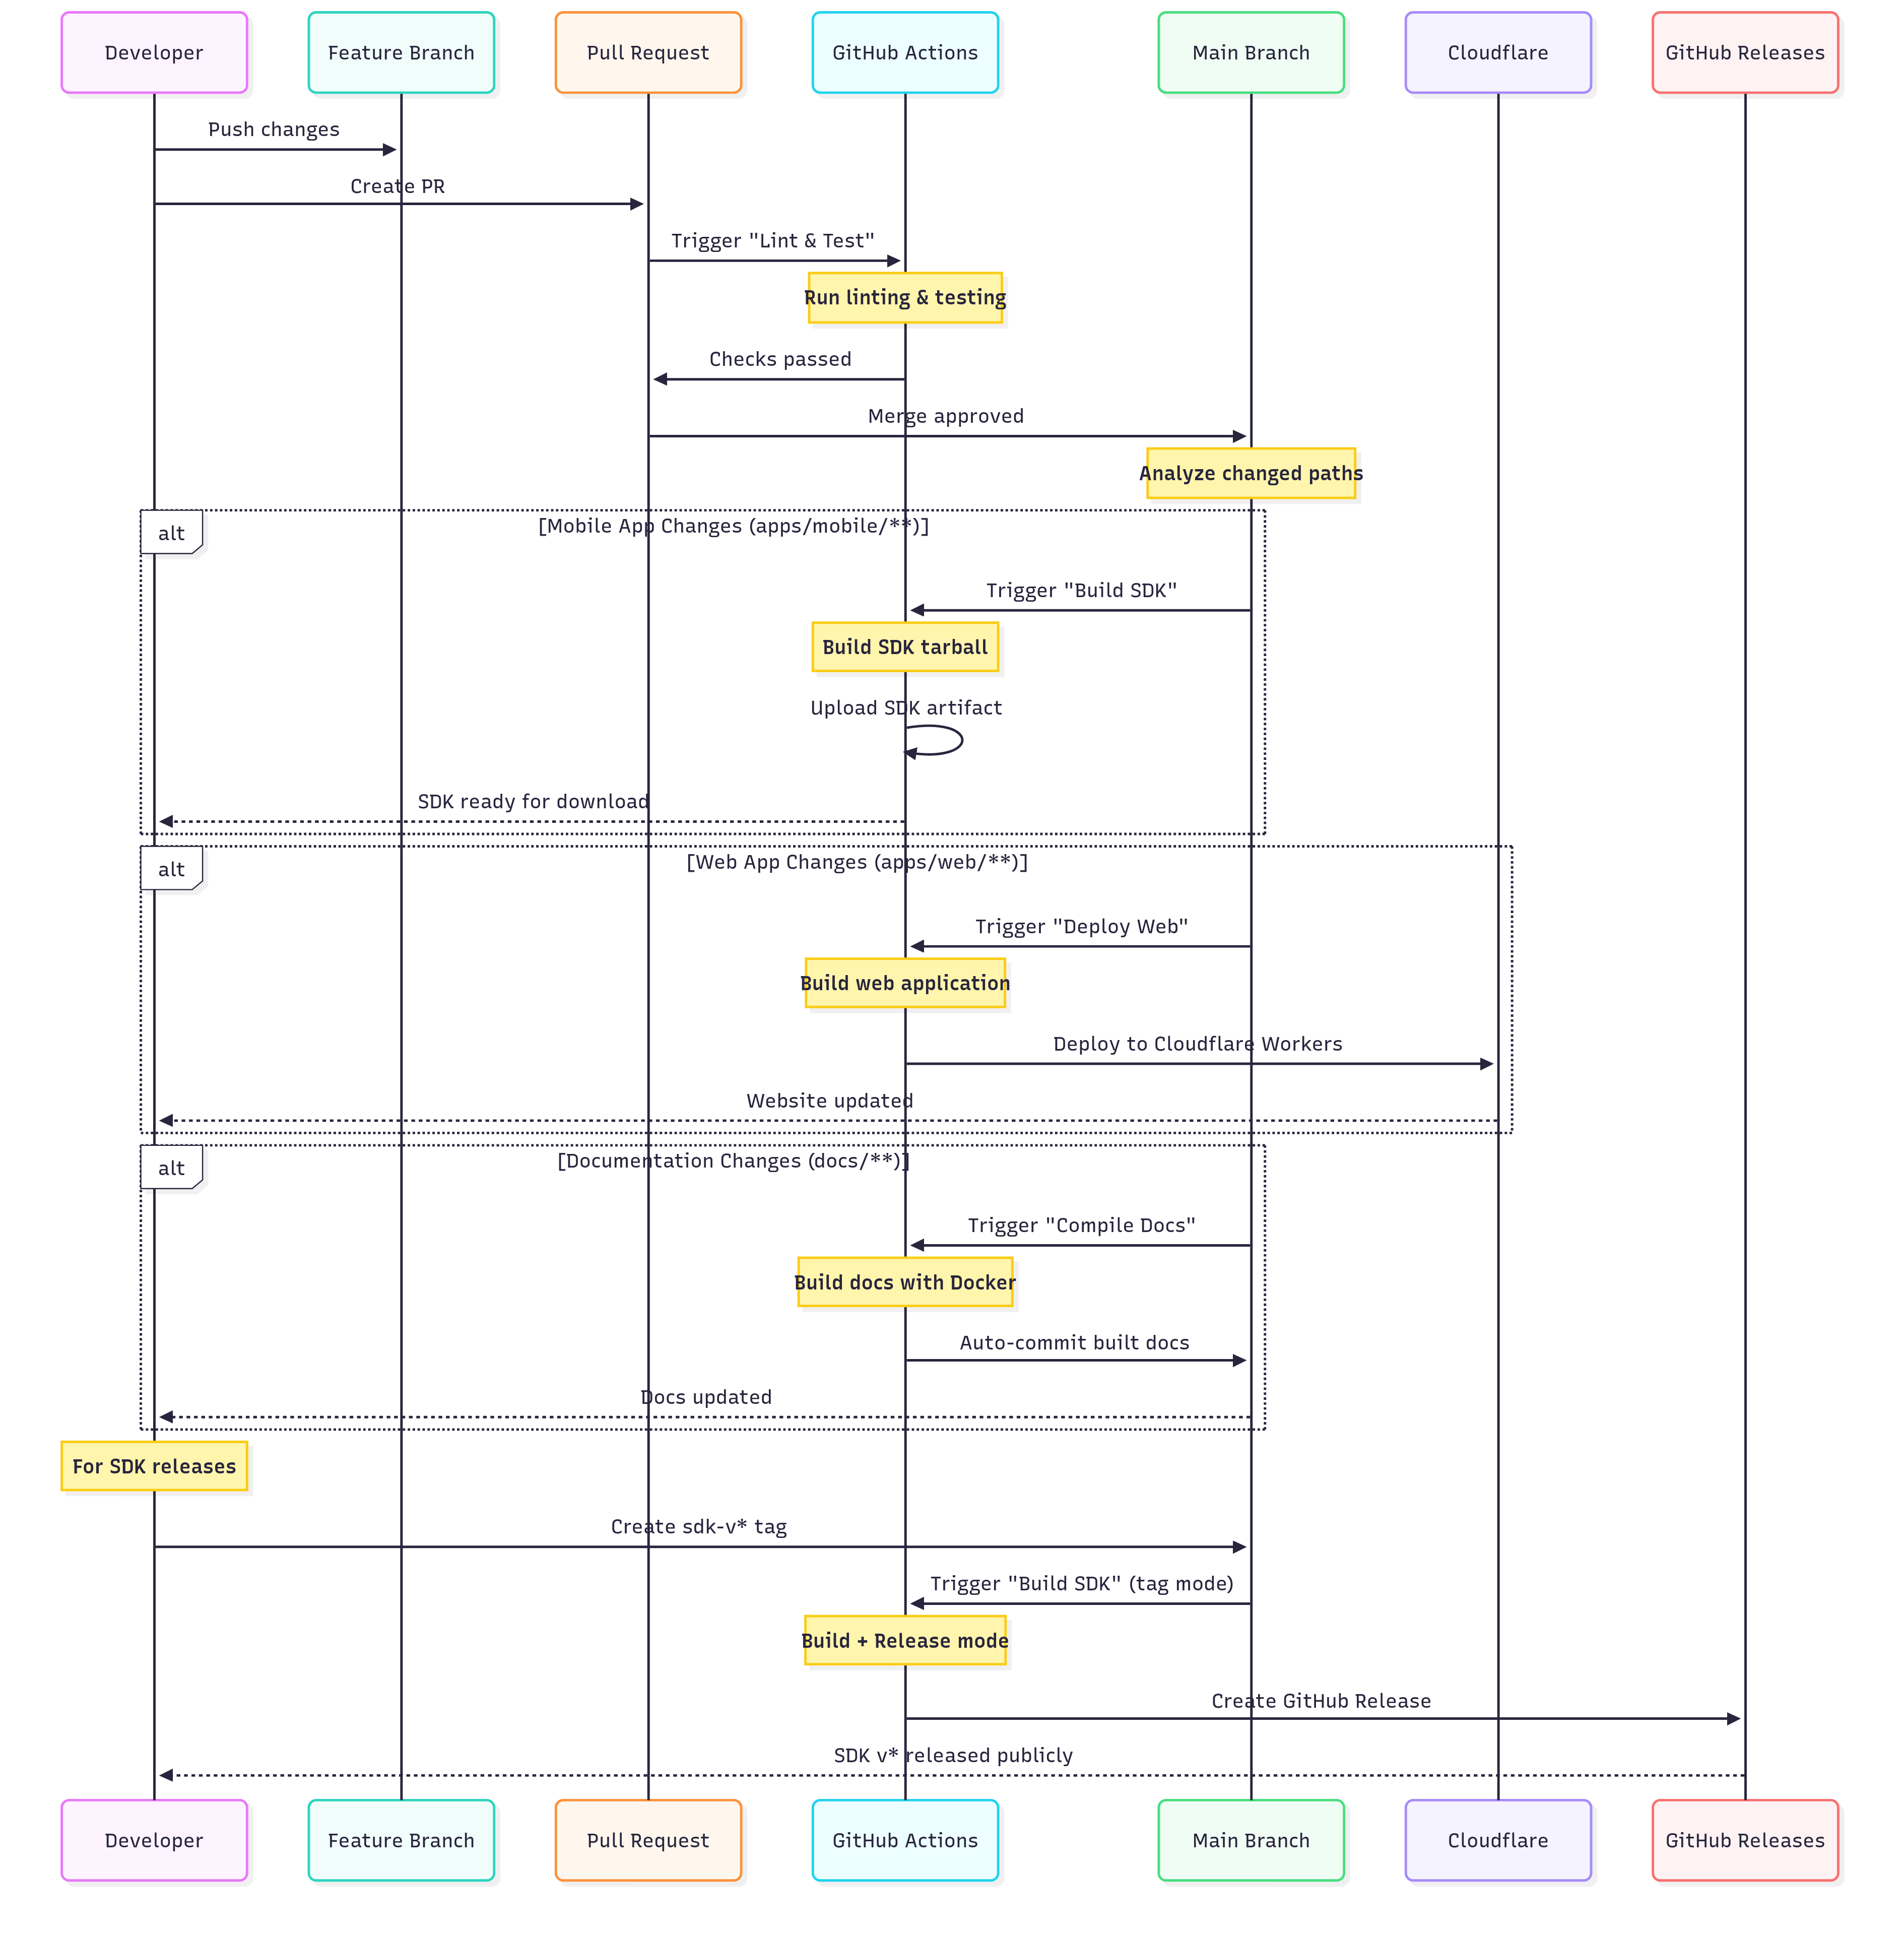 Developer
Feature Branch
Pull Request
GitHub Actions
Main Branch
Cloudflare
GitHub Releases
Push changes
Create PR
Trigger "Lint & Test"
Run linting & testing
Checks passed
Merge approved
Analyze changed paths
alt
[Mobile App Changes (apps/mobile/**)]
Trigger "Build SDK"
Build SDK tarball
Upload SDK artifact
SDK ready for download
alt
[Web App Changes (apps/web/**)]
Trigger "Deploy Web"
Build web application
Deploy to Cloudflare Workers
Website updated
alt
[Documentation Changes (docs/**)]
Trigger "Compile Docs"
Build docs with Docker
Auto-commit built docs
Docs updated
For SDK releases
Create sdk-v* tag
Trigger "Build SDK" (tag mode)
Build + Release mode
Create GitHub Release
SDK v* released publicly
Developer
Feature Branch
Pull Request
GitHub Actions
Main Branch
Cloudflare
GitHub Releases